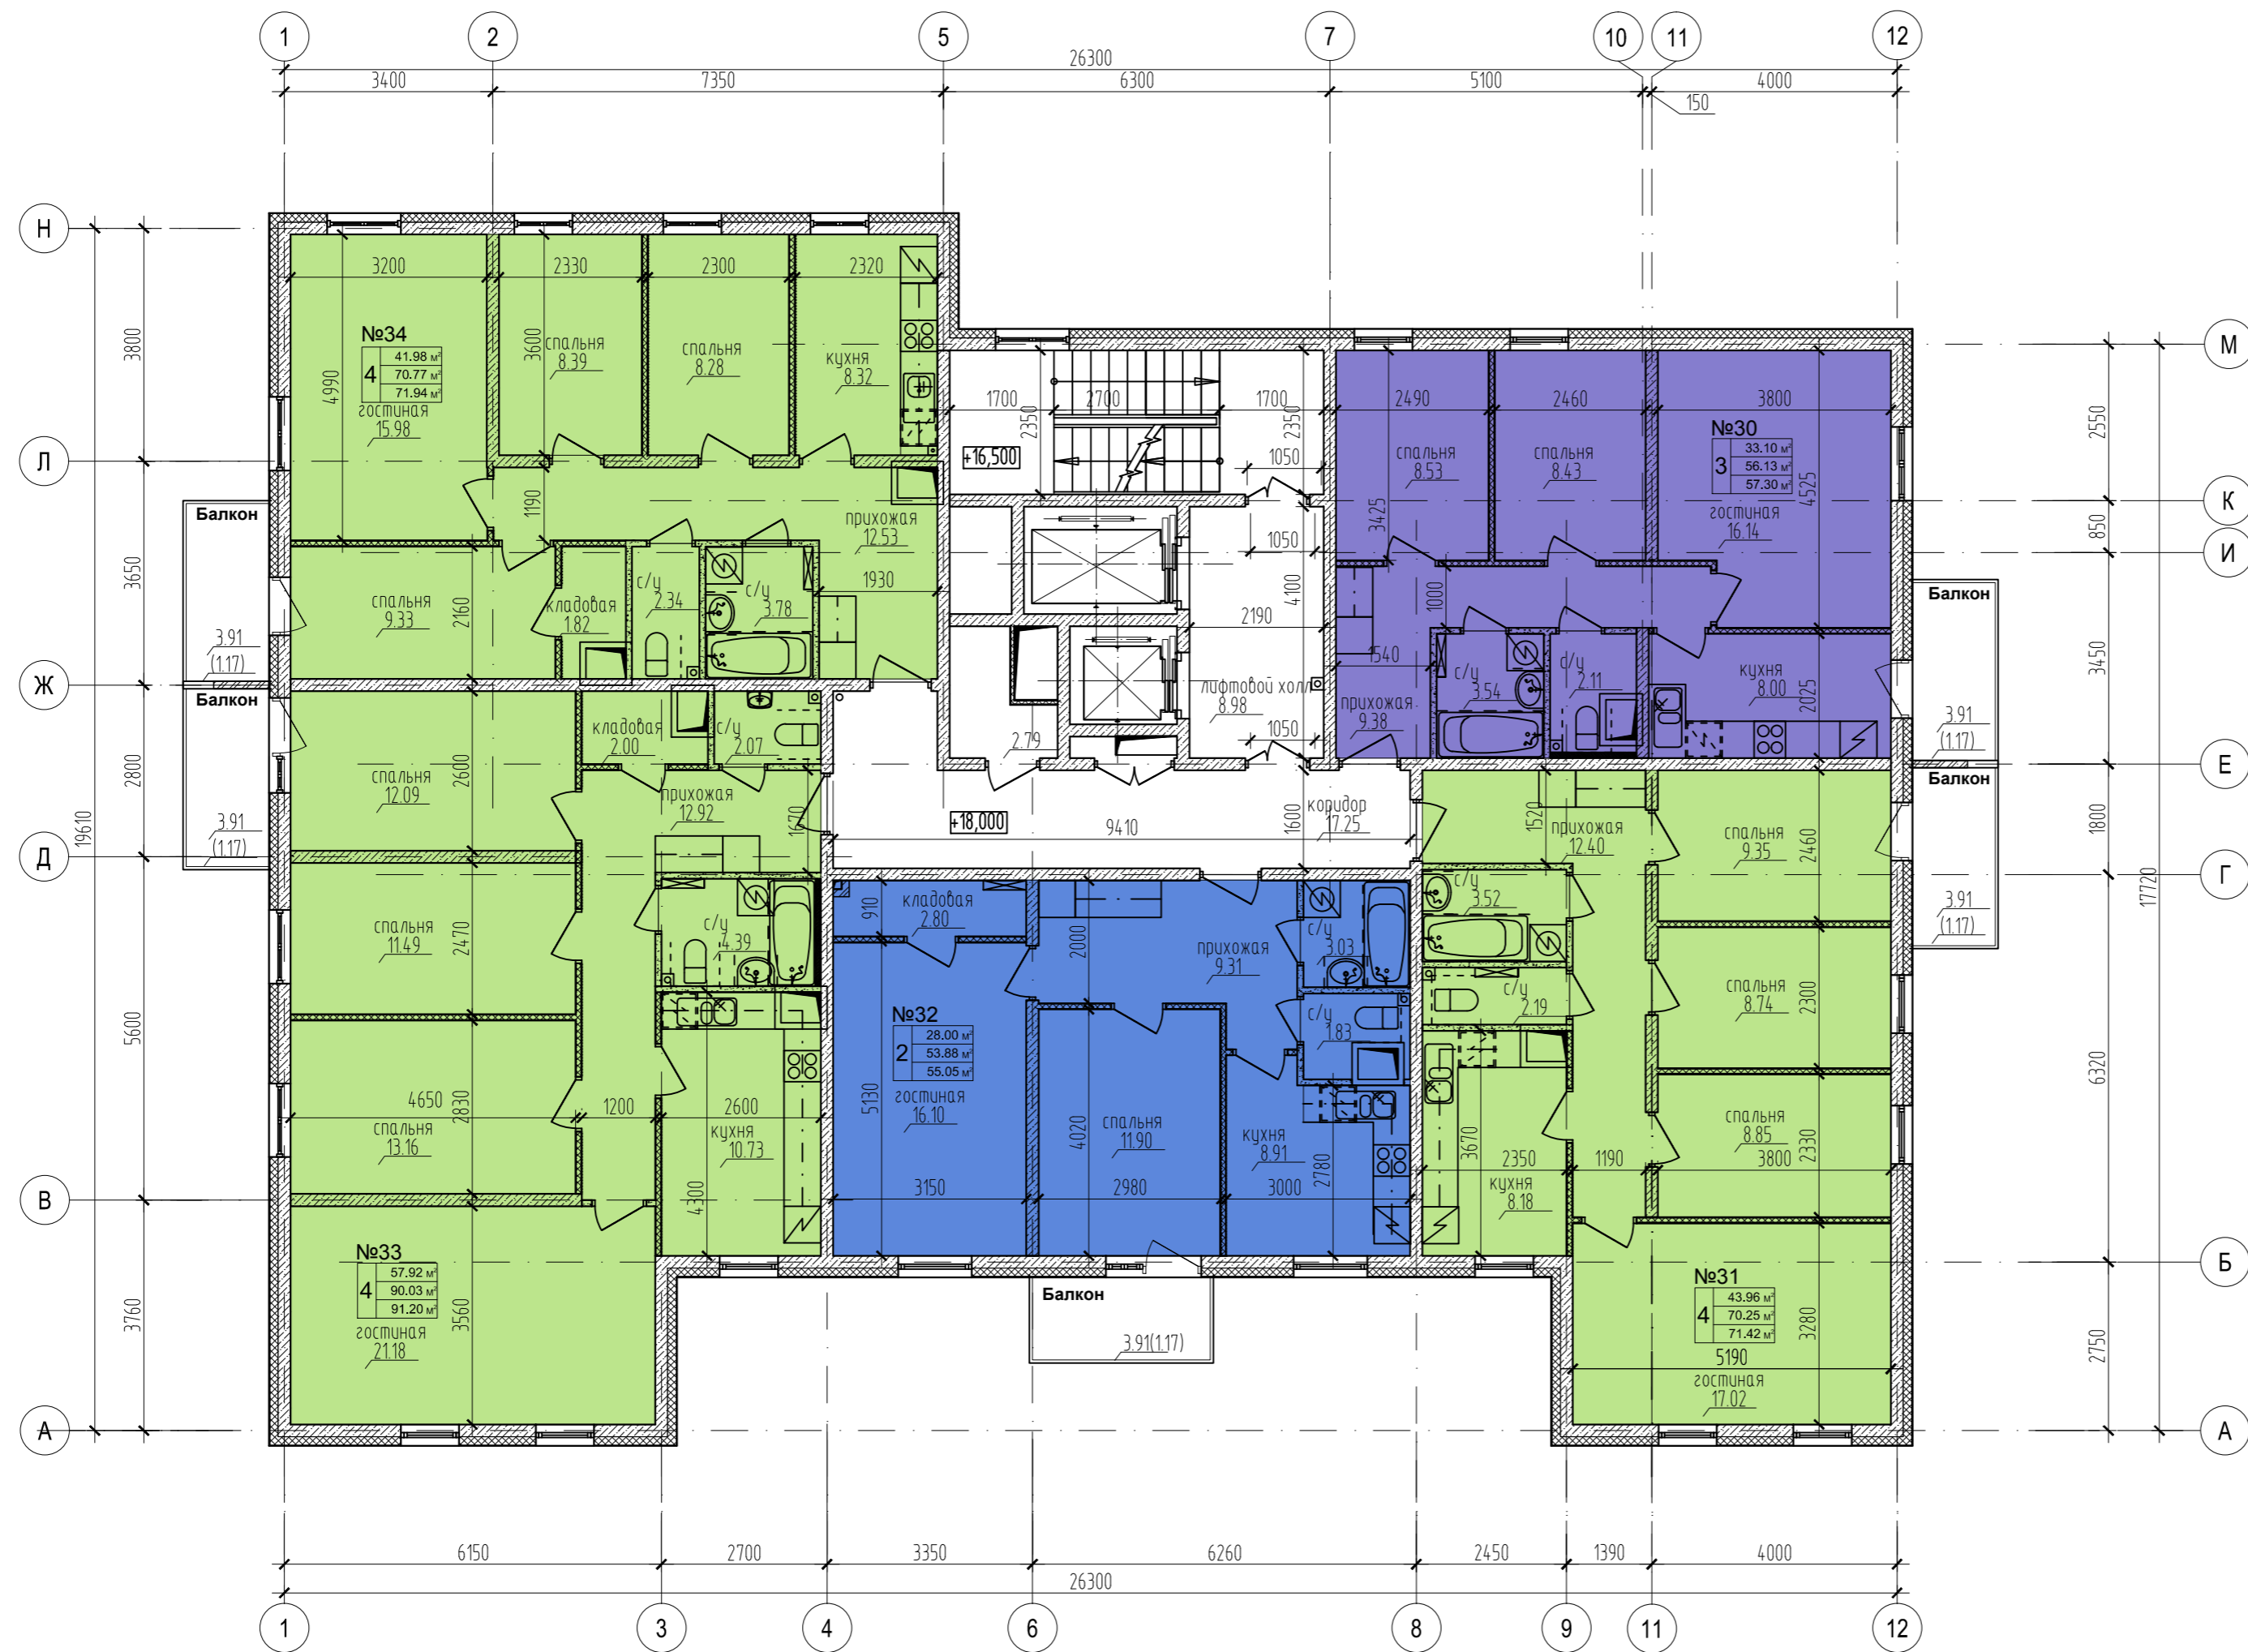 1 2 5 7 10 11 12
26300
3400 7350 6300 5100 4000
150
Н
Л
Ж
Д
В
А
М
К
И
Е
Г
Б
А
3800
3650
2800
5600
3760
19610
2550
850
3450
1800
6320
2750
17720
№34
4
41.98 м²
70.77 м²
71.94 м²
гостиная
15.98
3200
4990
2330
3600
спальня
8.39
2300
спальня
8.28
2320
кухня
8.32
1190
прихожая
12.53
1930
спальня
9.33
2160
кладовая
1.82
с/у
2.34
с/у
3.78
Балкон
3.91
(1.17)
Балкон
3.91
(1.17)
1700 2700 1700
2350
2350
+16,500
1050
1050
4100
2190
лифтовой холл
8.98
1050
2.79
+18,000
9410
1600
коридор
17.25
№30
3
33.10 м²
56.13 м²
57.30 м²
гостиная
16.14
2490 2460 3800
3425
4525
спальня
8.53
спальня
8.43
1000
1540
прихожая
9.38
с/у
3.54
с/у
2.11
кухня
8.00
2025
Балкон
3.91
(1.17)
Балкон
3.91
(1.17)
спальня
12.09
2600
кладовая
2.00
с/у
2.07
прихожая
12.92
1670
спальня
11.49
2470
с/у
4.39
4650
2830
1200
2600
спальня
13.16
кухня
10.73
4300
№33
4
57.92 м²
90.03 м²
91.20 м²
гостиная
21.18
3560
кладовая
2.80
910
2000
прихожая
9.31
с/у
3.03
с/у
1.83
№32
2
28.00 м²
53.88 м²
55.05 м²
гостиная
16.10
5130
4020
спальня
11.90
кухня
8.91
2780
3150 2980 3000
Балкон
3.91(1.17)
1520
прихожая
12.40
спальня
9.35
2460
с/у
3.52
с/у
2.19
спальня
8.74
2300
спальня
8.85
2330
3670
2350 1190 3800
кухня
8.18
№31
4
43.96 м²
70.25 м²
71.42 м²
3280
5190
гостиная
17.02
6150 2700 3350 6260 2450 1390 4000
26300
1 3 4 6 8 9 11 12